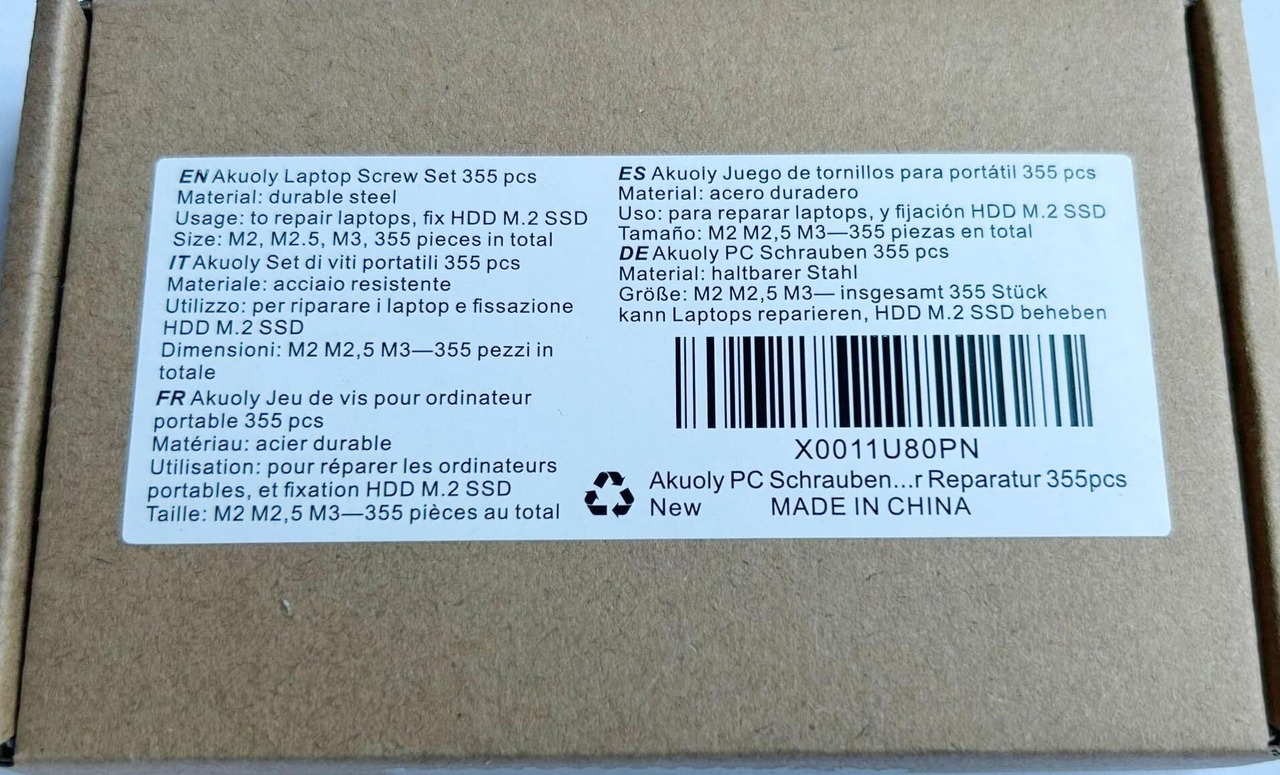 EN Akuoly Laptop Screw Set 355 pcs
Material: durable steel
Usage: to repair laptops, fix HDD M.2 SSD
Size: M2, M2.5, M3, 355 pieces in total
IT Akuoly Set di viti portatili 355 pcs
Materiale: acciaio resistente
Utilizzo: per riparare i laptop e fissazione
HDD M.2 SSD
Dimensioni: M2 M2,5 M3—355 pezzi in
totale
FR Akuoly Jeu de vis pour ordinateur
portable 355 pcs
Matériau: acier durable
Utilisation: pour réparer les ordinateurs
portables, et fixation HDD M.2 SSD
Taille: M2 M2,5 M3—355 pièces au total
ES Akuoly Juego de tornillos para portátil 355 pcs
Material: acero duradero
Uso: para reparar laptops, y fijación HDD M.2 SSD
Tamaño: M2 M2,5 M3—355 piezas en total
DE Akuoly PC Schrauben 355 pcs
Material: haltbarer Stahl
Größe: M2 M2,5 M3— insgesamt 355 Stück
kann Laptops reparieren, HDD M.2 SSD beheben
X0011U80PN
Akuoly PC Schrauben...r Reparatur 355pcs
New MADE IN CHINA